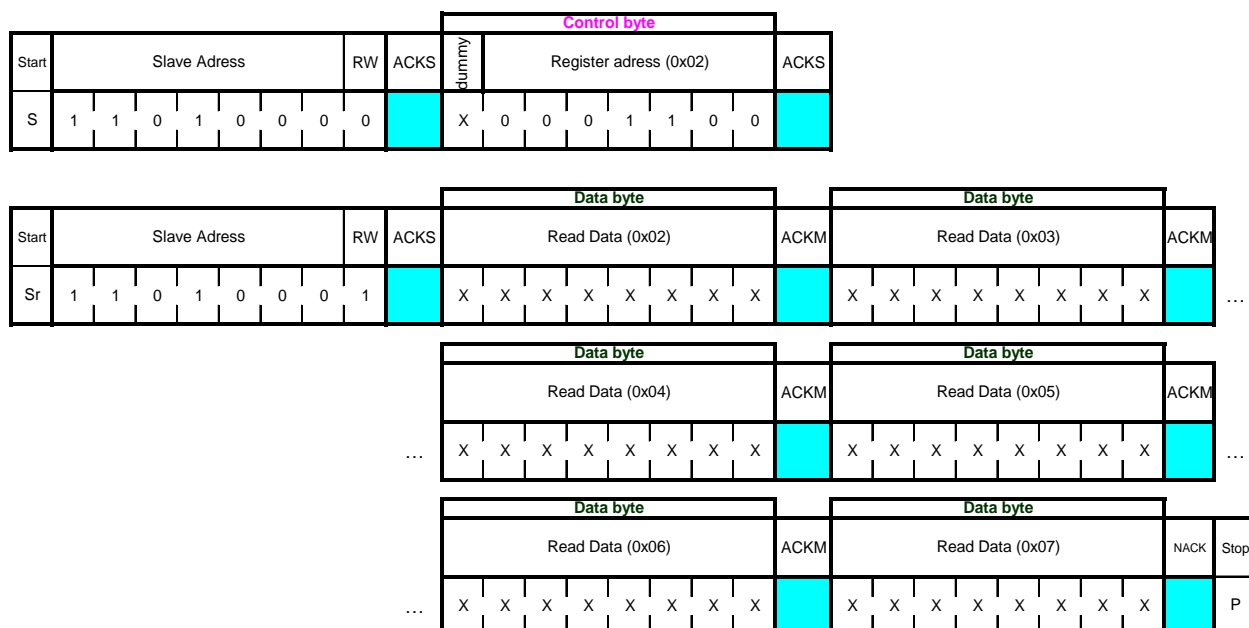 Control byte
Start Slave Adress RW ACKS dummy Register adress (0x02) ACKS
S 1 1 0 1 0 0 0 0 X 0 0 0 1 1 0 0
Data byte Data byte
Start Slave Adress RW ACKS Read Data (0x02) ACKM Read Data (0x03) ACKM
Sr 1 1 0 1 0 0 0 1 X X X X X X X X X X X X X X X X …
Data byte Data byte
Read Data (0x04) ACKM Read Data (0x05) ACKM
… X X X X X X X X X X X X X X X X …
Data byte Data byte
Read Data (0x06) ACKM Read Data (0x07) NACK Stop
… X X X X X X X X X X X X X X X X P